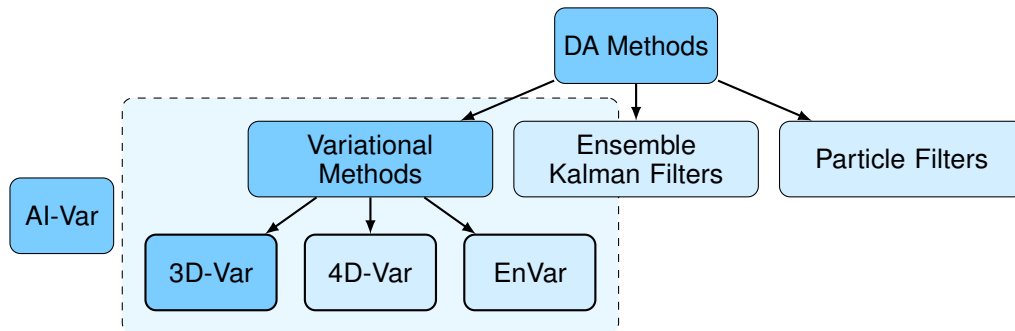 DA Methods
Variational
Methods
Ensemble
Kalman Filters
Particle Filters
AI-Var
3D-Var
4D-Var
EnVar